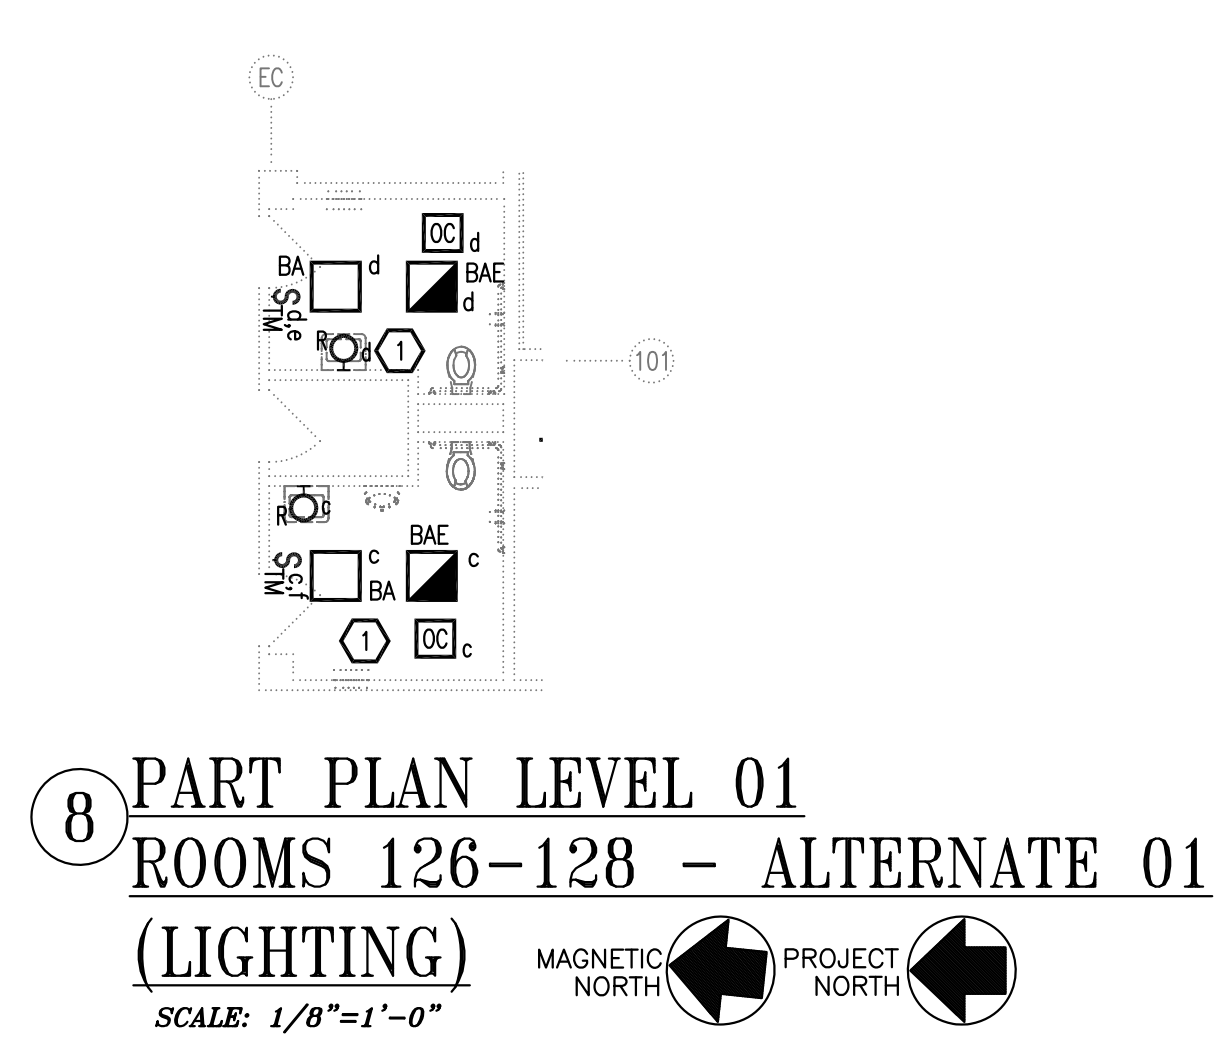 EC
OC
d
BA
d
BAE
d
S d,e
TM
R
d
1
101
R
c
BAE
S c,f
TM
c
BA
c
1
OC
c
8
PART PLAN LEVEL 01
ROOMS 126-128 - ALTERNATE 01
(LIGHTING)
MAGNETIC
NORTH
PROJECT
NORTH
SCALE: 1/8"=1'-0"